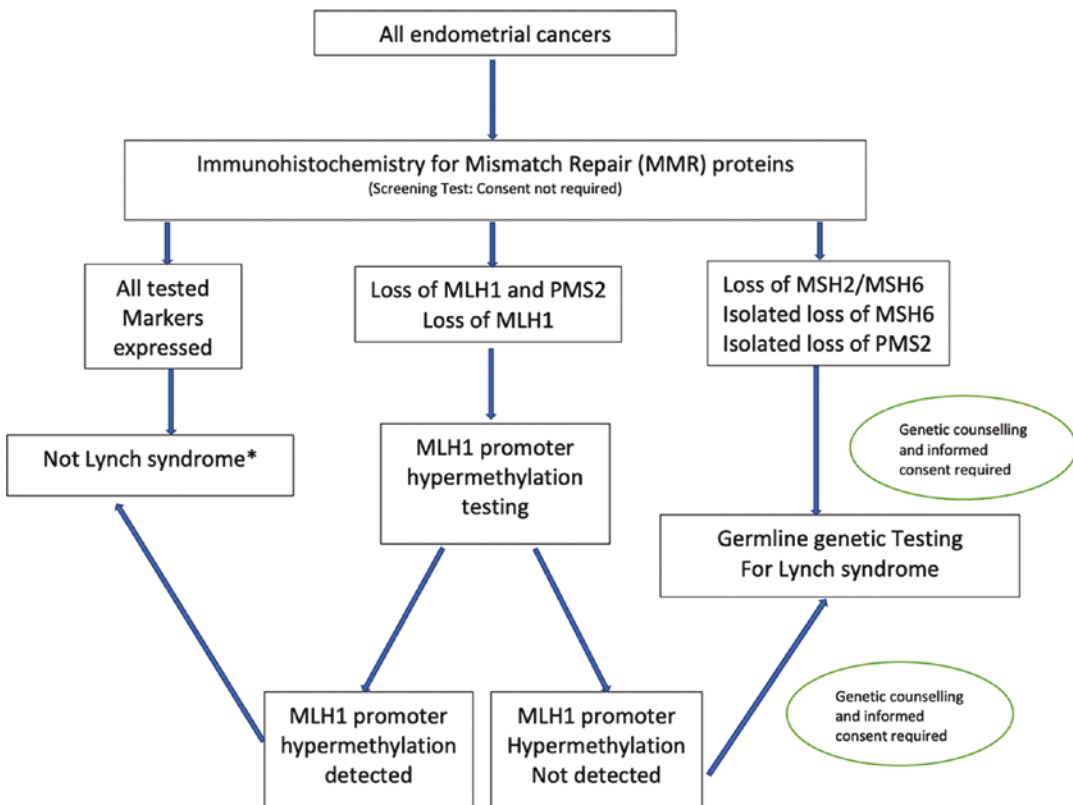 All endometrial cancers
Immunohistochemistry for Mismatch Repair (MMR) proteins
(Screening Test: Consent not required)
All tested
Markers
expressed
Loss of MLH1 and PMS2
Loss of MLH1
Loss of MSH2/MSH6
Isolated loss of MSH6
Isolated loss of PMS2
Genetic counselling
and informed
consent required
Not Lynch syndrome*
MLH1 promoter
hypermethylation
testing
Germline genetic Testing
For Lynch syndrome
MLH1 promoter
hypermethylation
detected
MLH1 promoter
Hypermethylation
Not detected
Genetic counselling
and informed
consent required